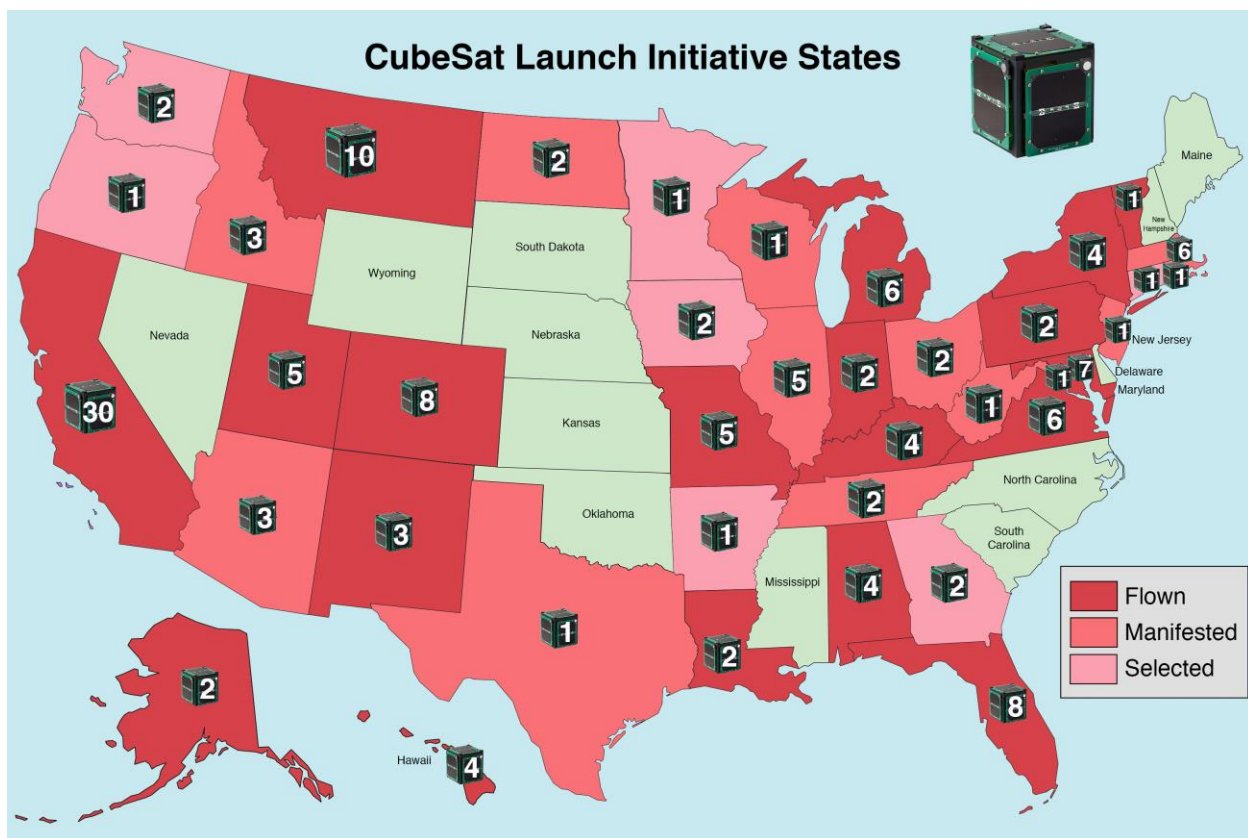 CubeSat Launch Initiative States
2
10
2
1
1
Maine
1
New
Hampshire
1
3
South Dakota
1
4
6
Wyoming
6
1
1
Nevada
Nebraska
2
2
1
New Jersey
5
8
5
2
2
1
7
Delaware
Maryland
30
Kansas
5
4
1
6
3
3
Oklahoma
1
2
North Carolina
South
Carolina
Mississippi
4
2
Flown
Manifested
Selected
1
2
2
8
Hawaii
4